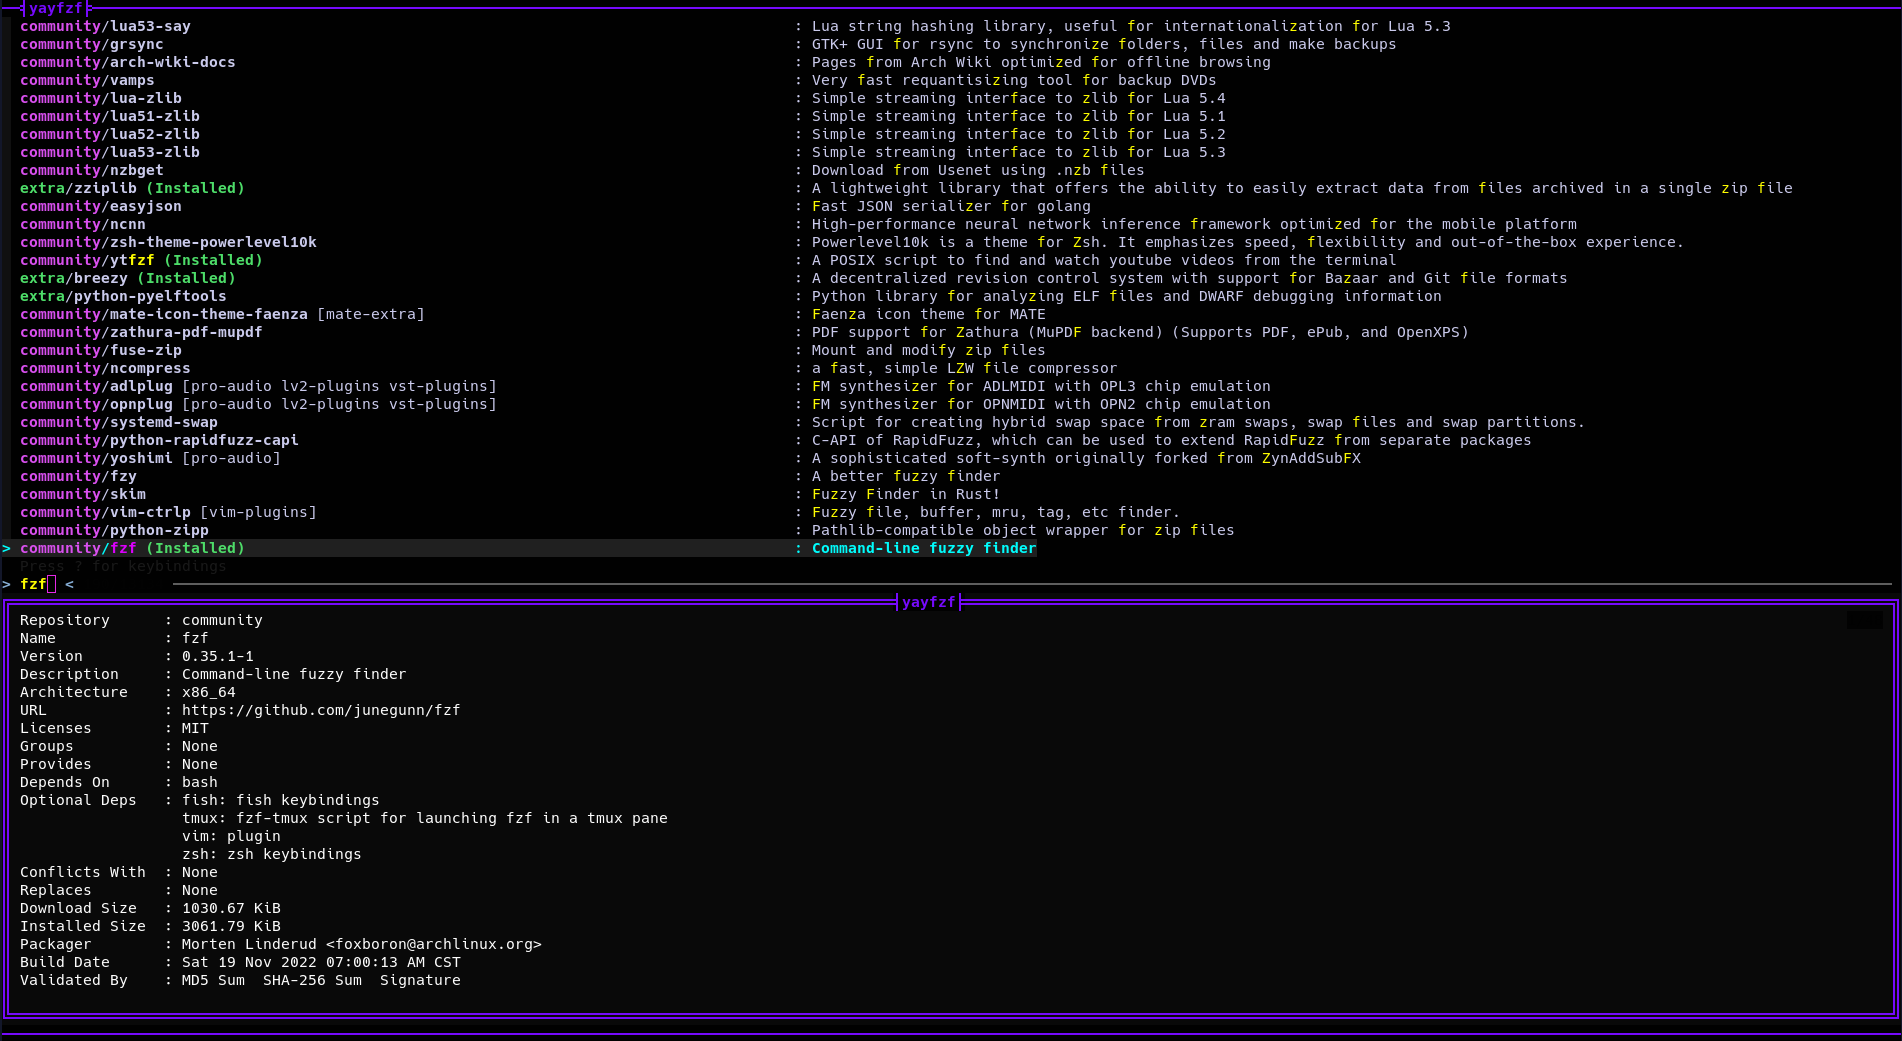 yayfzf
community/lua53-say : Lua string hashing library, useful for internationalization for Lua 5.3
community/grsync : GTK+ GUI for rsync to synchronize folders, files and make backups
community/arch-wiki-docs : Pages from Arch Wiki optimized for offline browsing
community/vamps : Very fast requantisizing tool for backup DVDs
community/lua-zlib : Simple streaming interface to zlib for Lua 5.4
community/lua51-zlib : Simple streaming interface to zlib for Lua 5.1
community/lua52-zlib : Simple streaming interface to zlib for Lua 5.2
community/lua53-zlib : Simple streaming interface to zlib for Lua 5.3
community/nzbget : Download from Usenet using .nzb files
extra/zziplib (Installed) : A lightweight library that offers the ability to easily extract data from files archived in a single zip file
community/easyjson : Fast JSON serializer for golang
community/ncnn : High-performance neural network inference framework optimized for the mobile platform
community/zsh-theme-powerlevel10k : Powerlevel10k is a theme for Zsh. It emphasizes speed, flexibility and out-of-the-box experience.
community/ytfzf (Installed) : A POSIX script to find and watch youtube videos from the terminal
extra/breezy (Installed) : A decentralized revision control system with support for Bazaar and Git file formats
extra/python-pyelftools : Python library for analyzing ELF files and DWARF debugging information
community/mate-icon-theme-faenza [mate-extra] : Faenza icon theme for MATE
community/zathura-pdf-mupdf : PDF support for Zathura (MuPDF backend) (Supports PDF, ePub, and OpenXPS)
community/fuse-zip : Mount and modify zip files
community/ncompress : a fast, simple LZW file compressor
community/adlplug [pro-audio lv2-plugins vst-plugins] : FM synthesizer for ADLMIDI with OPL3 chip emulation
community/opnplug [pro-audio lv2-plugins vst-plugins] : FM synthesizer for OPNMIDI with OPN2 chip emulation
community/systemd-swap : Script for creating hybrid swap space from zram swaps, swap files and swap partitions.
community/python-rapidfuzz-capi : C-API of RapidFuzz, which can be used to extend RapidFuzz from separate packages
community/yoshimi [pro-audio] : A sophisticated soft-synth originally forked from ZynAddSubFX
community/fzy : A better fuzzy finder
community/skim : Fuzzy Finder in Rust!
community/vim-ctrlp [vim-plugins] : Fuzzy file, buffer, mru, tag, etc finder.
community/python-zipp : Pathlib-compatible object wrapper for zip files
> community/fzf (Installed) : Command-line fuzzy finder
Press ? for keybindings
> fzf <
yayfzf
Repository : community
Name : fzf
Version : 0.35.1-1
Description : Command-line fuzzy finder
Architecture : x86_64
URL : https://github.com/junegunn/fzf
Licenses : MIT
Groups : None
Provides : None
Depends On : bash
Optional Deps : fish: fish keybindings
tmux: fzf-tmux script for launching fzf in a tmux pane
vim: plugin
zsh: zsh keybindings
Conflicts With : None
Replaces : None
Download Size : 1030.67 KiB
Installed Size : 3061.79 KiB
Packager : Morten Linderud <foxboron@archlinux.org>
Build Date : Sat 19 Nov 2022 07:00:13 AM CST
Validated By : MD5 Sum SHA-256 Sum Signature